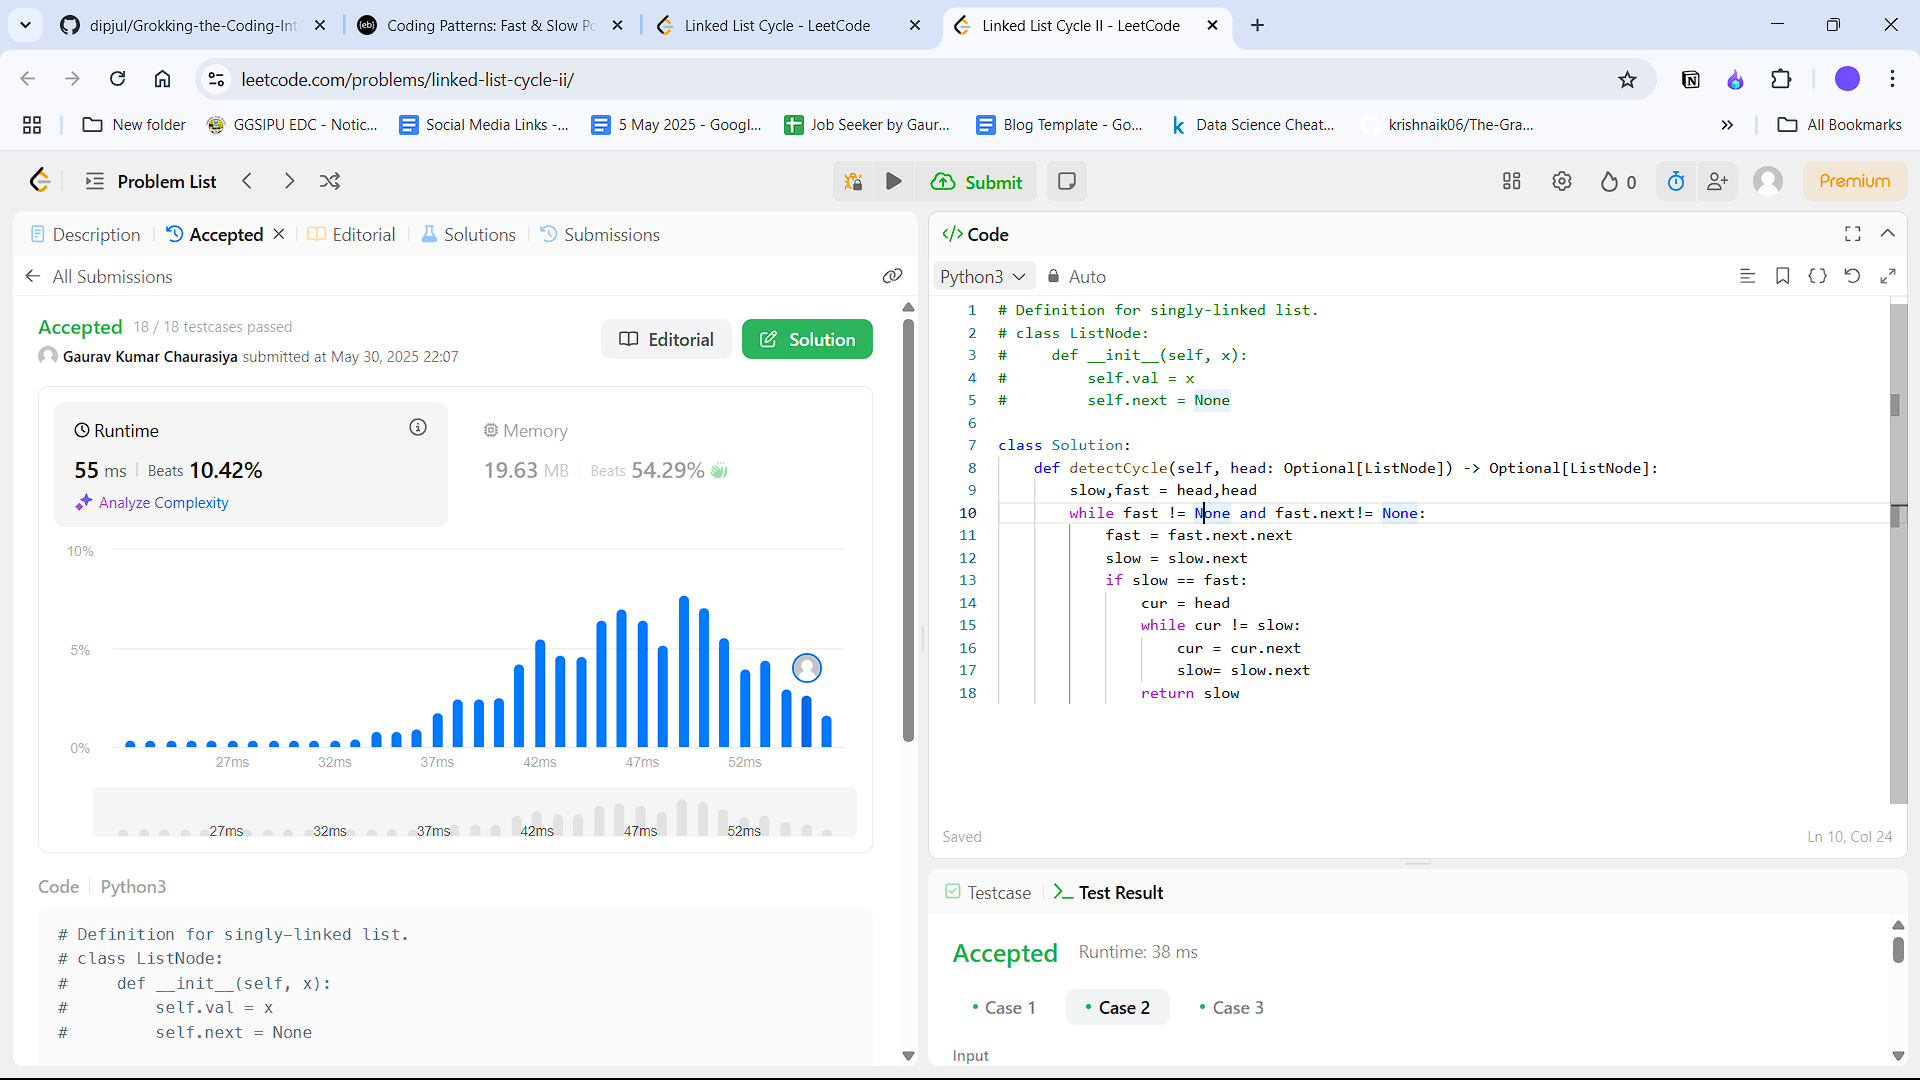 dipjul/Grokking-the-Coding-Int
Coding Patterns: Fast & Slow Po
Linked List Cycle - LeetCode
Linked List Cycle II - LeetCode
leetcode.com/problems/linked-list-cycle-ii/
New folder
GGSIPU EDC - Notic...
Social Media Links -...
5 May 2025 - Googl...
Job Seeker by Gaur...
Blog Template - Go...
Data Science Cheat...
krishnaik06/The-Gra...
All Bookmarks
Problem List
Submit
0
Premium
Description
Accepted
Editorial
Solutions
Submissions
All Submissions
Accepted 18 / 18 testcases passed
Gaurav Kumar Chaurasiya submitted at May 30, 2025 22:07
Editorial
Solution
Runtime
55 ms Beats 10.42%
Analyze Complexity
Memory
19.63 MB Beats 54.29%
10%
5%
0%
27ms 32ms 37ms 42ms 47ms 52ms
27ms 32ms 37ms 42ms 47ms 52ms
Code Python3
# Definition for singly-linked list.
# class ListNode:
#     def __init__(self, x):
#         self.val = x
#         self.next = None
Code
Python3 Auto
1 # Definition for singly-linked list.
2 # class ListNode:
3 #     def __init__(self, x):
4 #         self.val = x
5 #         self.next = None
6
7 class Solution:
8     def detectCycle(self, head: Optional[ListNode]) -> Optional[ListNode]:
9         slow,fast = head,head
10         while fast != None and fast.next!= None:
11             fast = fast.next.next
12             slow = slow.next
13             if slow == fast:
14                 cur = head
15                 while cur != slow:
16                     cur = cur.next
17                     slow= slow.next
18                 return slow
Saved
Ln 10, Col 24
Testcase
Test Result
Accepted Runtime: 38 ms
Case 1
Case 2
Case 3
Input